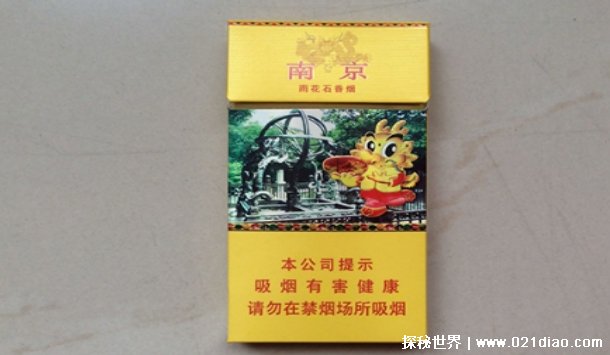 南京
雨花石香烟
本公司提示
吸烟有害健康
请勿在禁烟场所吸烟
探秘世界（www.021diao.com）